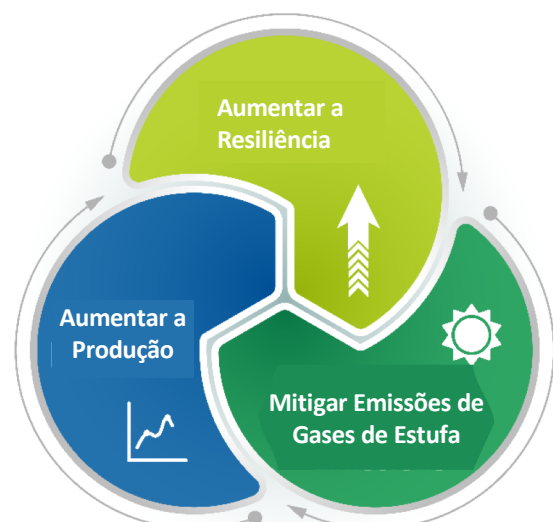 Aumentar a
Resiliência
Aumentar a
Produção
Mitigar Emissões de
Gases de Estufa